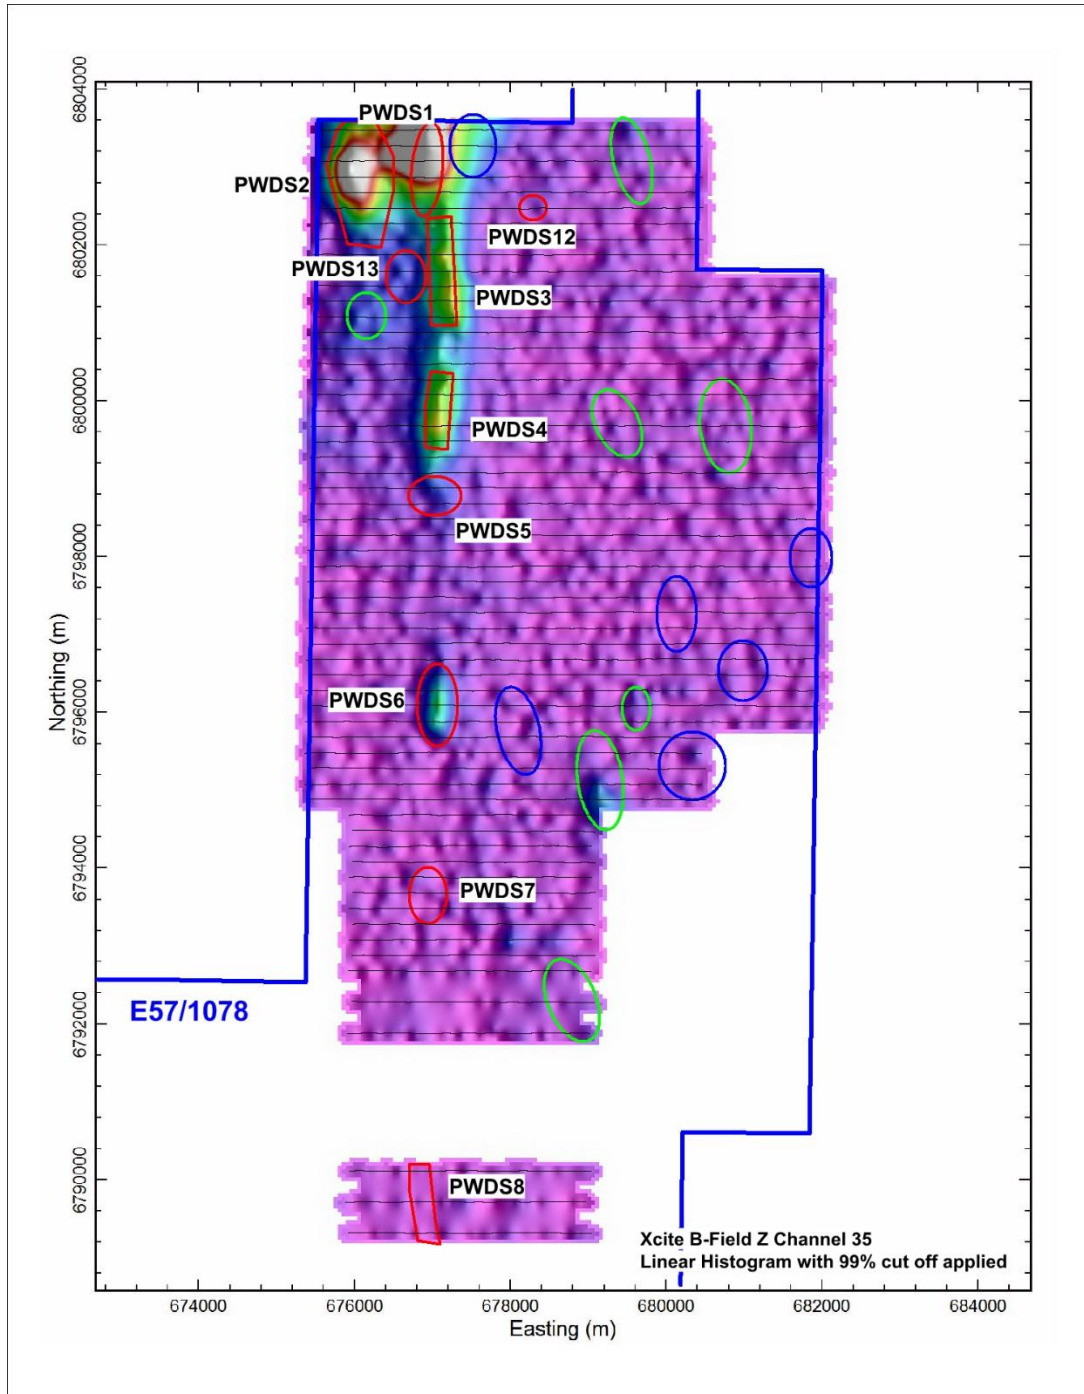 6804000
6802000
6800000
6798000
6796000
6794000
6792000
6790000
Northing (m)
PWDS1
PWDS2
PWDS12
PWDS13
PWDS3
PWDS4
PWDS5
PWDS6
PWDS7
E57/1078
PWDS8
Xcite B-Field Z Channel 35
Linear Histogram with 99% cut off applied
674000 676000 678000 680000 682000 684000
Easting (m)